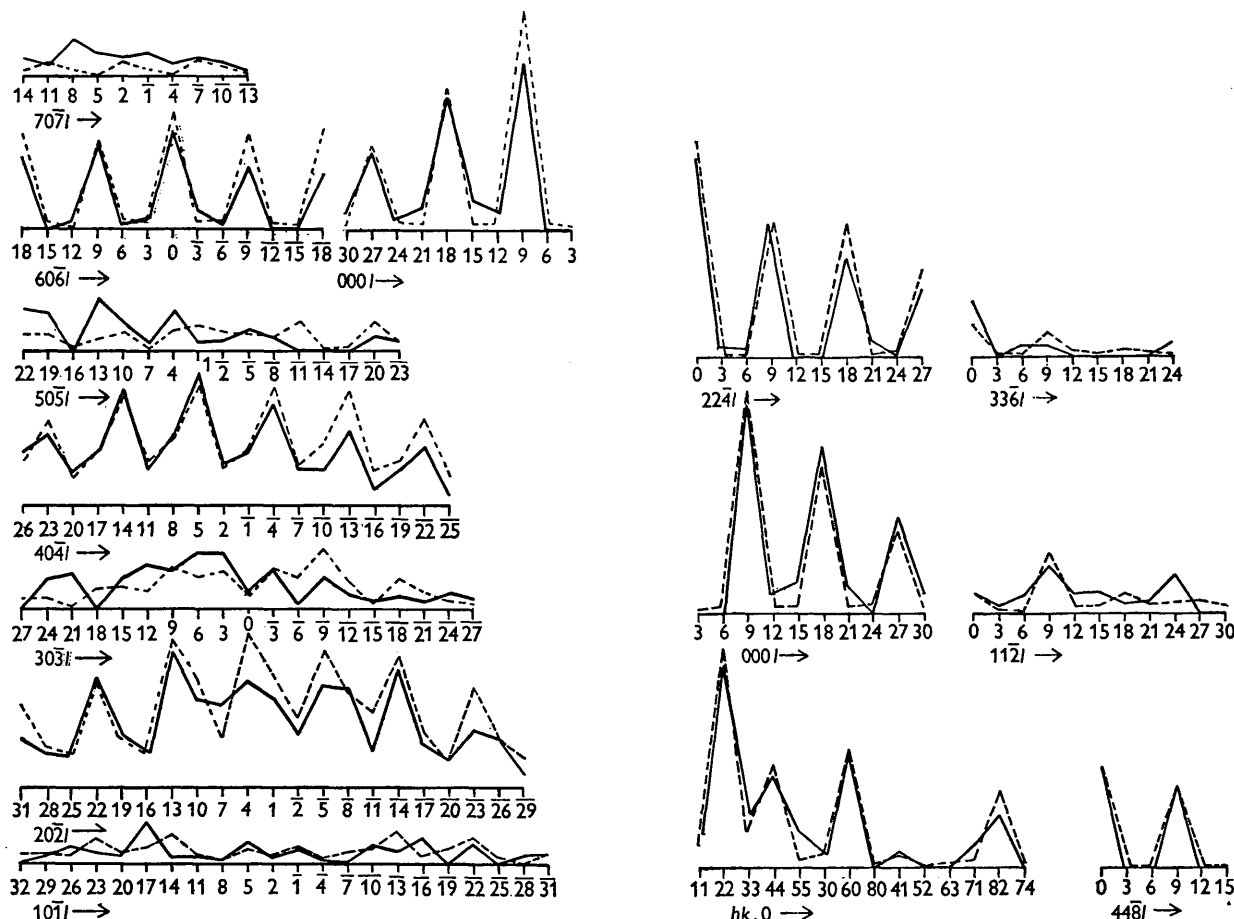 14 11 8 5 2 1̅ 4̅ 7̅ 1̅0̅ 1̅3̅
707̅l →
18 15 12 9 6 3 0 3̅ 6̅ 9̅ 1̅2̅ 1̅5̅ 1̅8̅
606̅l →
30 27 24 21 18 15 12 9 6 3
000l →
22 19 16 13 10 7 4 1 2̅ 5̅ 8̅ 1̅1̅ 1̅4̅ 1̅7̅ 2̅0̅ 2̅3̅
505̅l →
26 23 20 17 14 11 8 5 2 1̅ 4̅ 7̅ 1̅0̅ 1̅3̅ 1̅6̅ 1̅9̅ 2̅2̅ 2̅5̅
404̅l →
27 24 21 18 15 12 9 6 3 0 3̅ 6̅ 9̅ 1̅2̅ 1̅5̅ 1̅8̅ 2̅1̅ 2̅4̅ 2̅7̅
303̅l →
31 28 25 22 19 16 13 10 7 4 1 2̅ 5̅ 8̅ 1̅1̅ 1̅4̅ 1̅7̅ 2̅0̅ 2̅3̅ 2̅6̅ 2̅9̅
202̅l →
32 29 26 23 20 17 14 11 8 5 2 1̅ 4̅ 7̅ 1̅0̅ 1̅3̅ 1̅6̅ 1̅9̅ 2̅2̅ 2̅5̅ 2̅8̅ 3̅1̅
101̅l →
0 3 6 9 12 15 18 21 24 27
224̅l →
0 3 6 9 12 15 18 21 24
336̅l →
3 6 9 12 15 18 21 24 27 30
000l →
0 3 6 9 12 15 18 21 24 27 30
112̅l →
11 22 33 44 55 30 60 80 41 52 63 71 82 74
hk.0 →
0 3 6 9 12 15
448̅l →